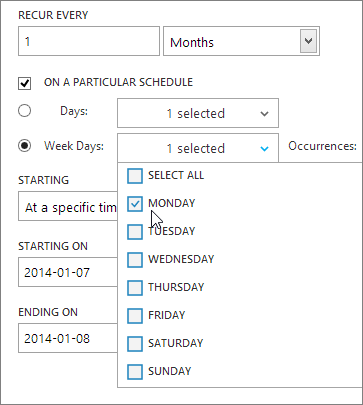 RECUR EVERY
1 Months
ON A PARTICULAR SCHEDULE
Days: 1 selected
Week Days: 1 selected Occurrences:
SELECT ALL
STARTING
MONDAY
At a specific tim
TUESDAY
STARTING ON
WEDNESDAY
2014-01-07
THURSDAY
ENDING ON
FRIDAY
2014-01-08
SATURDAY
SUNDAY